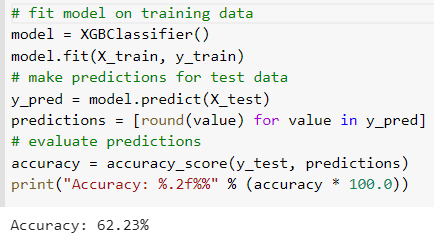 # fit model on training data
model = XGBClassifier()
model.fit(X_train, y_train)
# make predictions for test data
y_pred = model.predict(X_test)
predictions = [round(value) for value in y_pred]
# evaluate predictions
accuracy = accuracy_score(y_test, predictions)
print("Accuracy: %.2f%%" % (accuracy * 100.0))
Accuracy: 62.23%